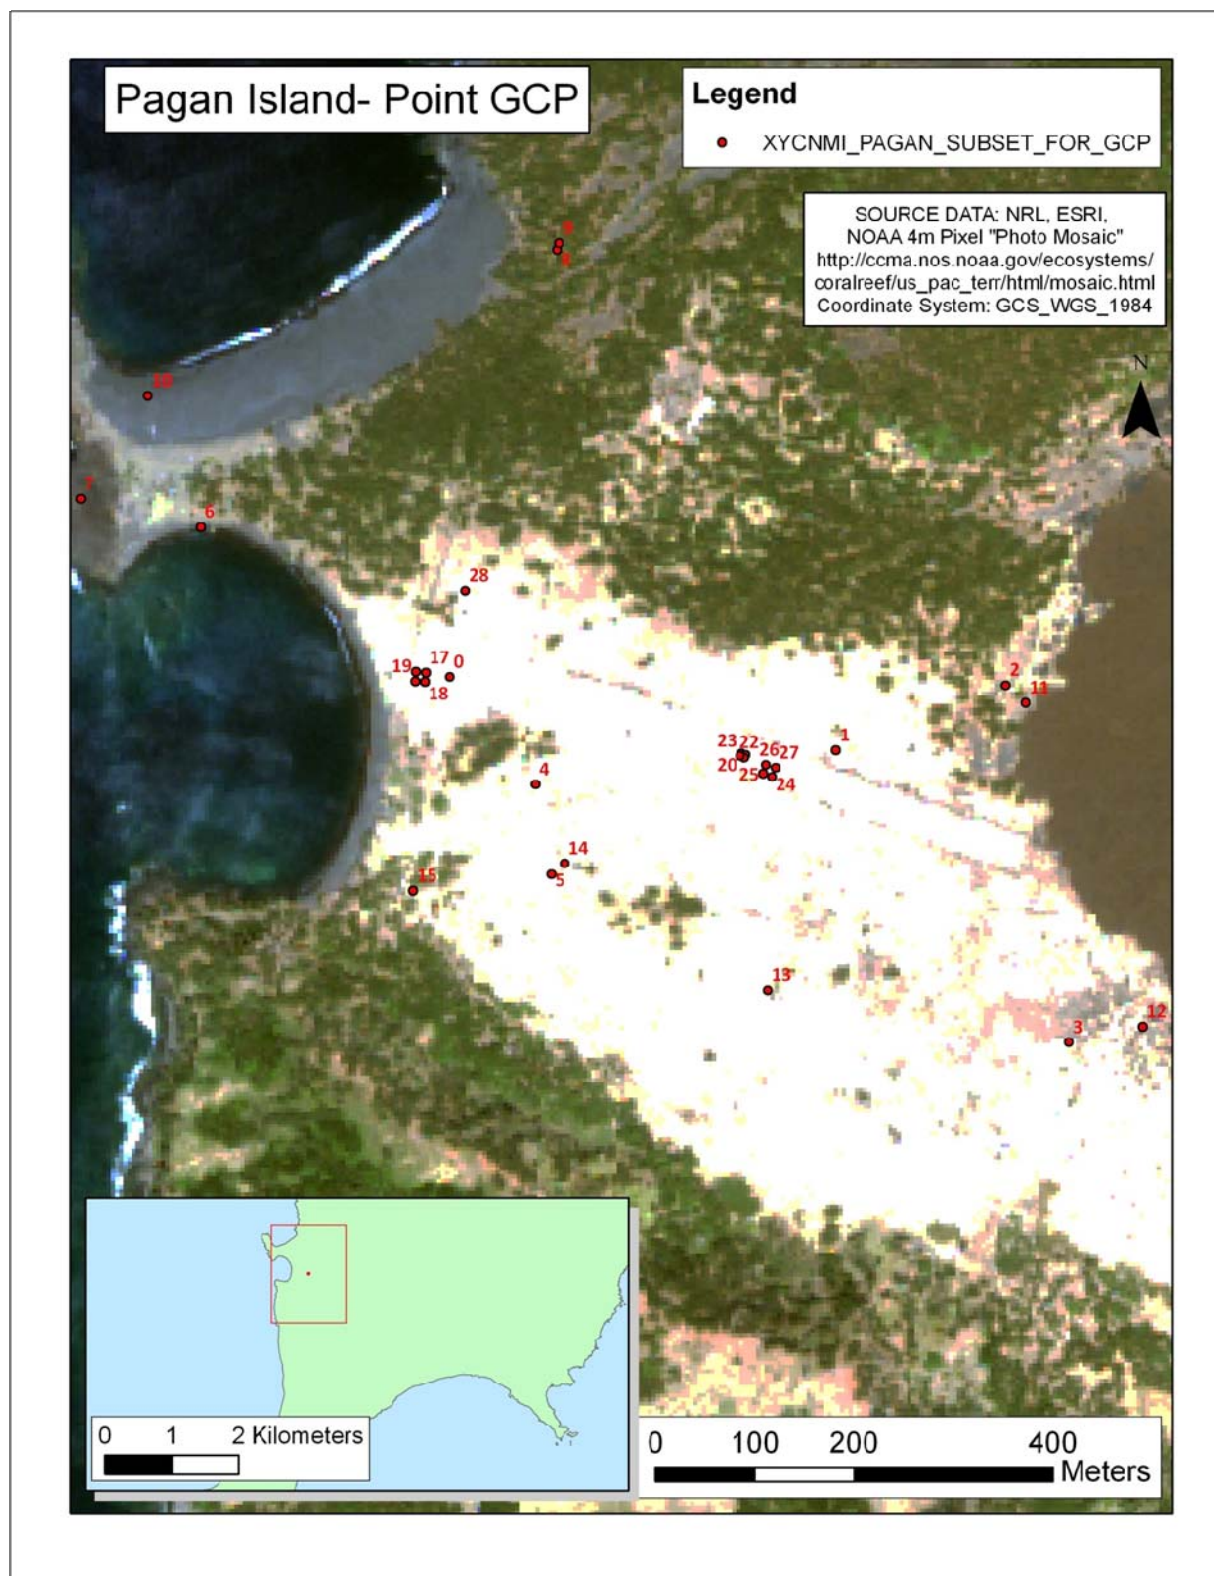 Pagan Island- Point GCP
Legend
XYCNMI_PAGAN_SUBSET_FOR_GCP
SOURCE DATA: NRL, ESRI,
NOAA 4m Pixel "Photo Mosaic"
http://ccma.nos.noaa.gov/ecosystems/
coralreef/us_pac_terr/html/mosaic.html
Coordinate System: GCS_WGS_1984
N
10
6
28
19 17 0
18
2
11
1
23 22 26 27
20 25 24
4
14
5
15
13
12
3
0 1 2 Kilometers
0 100 200 400
Meters